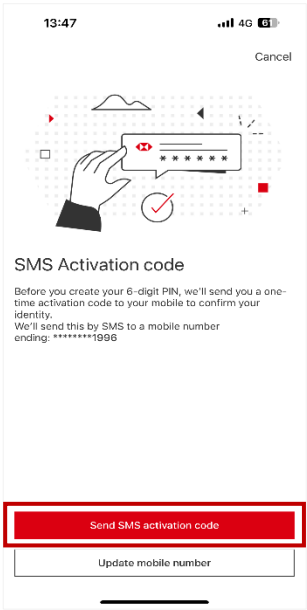 13:47
4G 61
Cancel
******
SMS Activation code
Before you create your 6-digit PIN, we'll send you a one-
time activation code to your mobile to confirm your
identity.
We'll send this by SMS to a mobile number
ending: ********1996
Send SMS activation code
Update mobile number